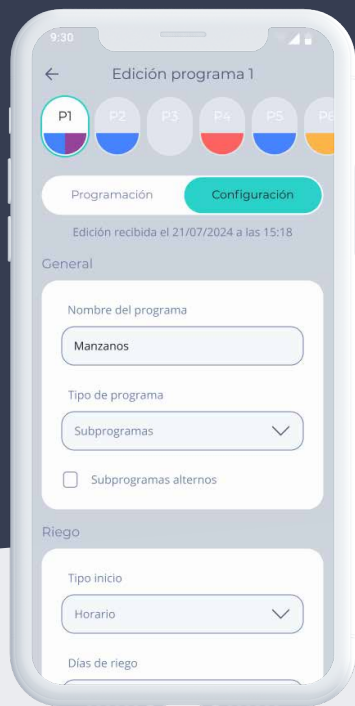 9:30
Edición programa 1
P1 P2 P3 P4 P5 P6
Programación Configuración
Edición recibida el 21/07/2024 a las 15:18
General
Nombre del programa
Manzanos
Tipo de programa
Subprogramas
Subprogramas alternos
Riego
Tipo inicio
Horario
Días de riego